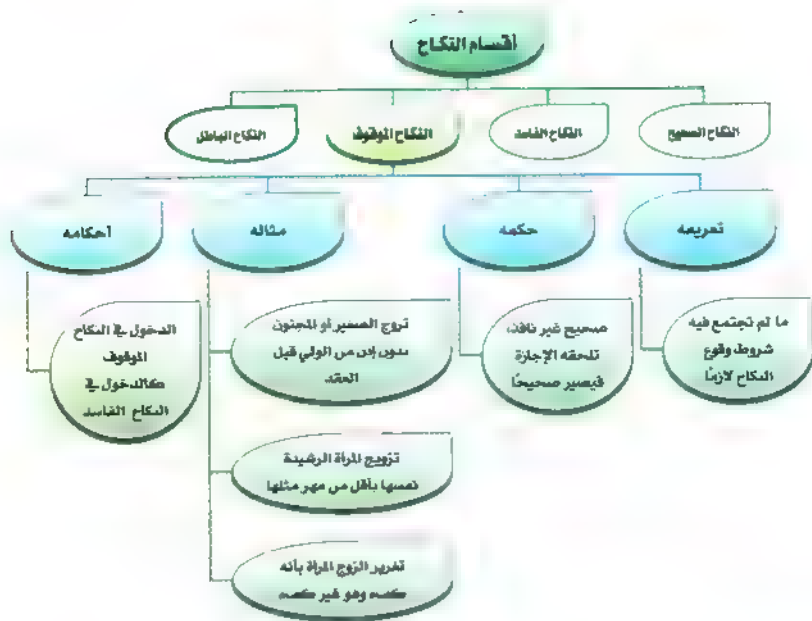 أقسام النكاح
النكاح الصحيح
النكاح الفاسد
النكاح الموقوف
النكاح الباطل
تعريفه
حكمه
مثاله
أحكامه
ما لم تجتمع فيه
شروط وقوع
النكاح لازمًا
صحيح غير نافذ،
تلحقه الإجازة
فيصير صحيحًا
تزوج الصغير أو المجنون
بدون إذن من الولي قبل
العقد
تزويج المرأة الرشيدة
نفسها بأقل من مهر مثلها
تغرير الزوج المرأة بأنه
كفء وهو غير كفء
الدخول في النكاح
الموقوف
كالدخول في
النكاح الفاسد